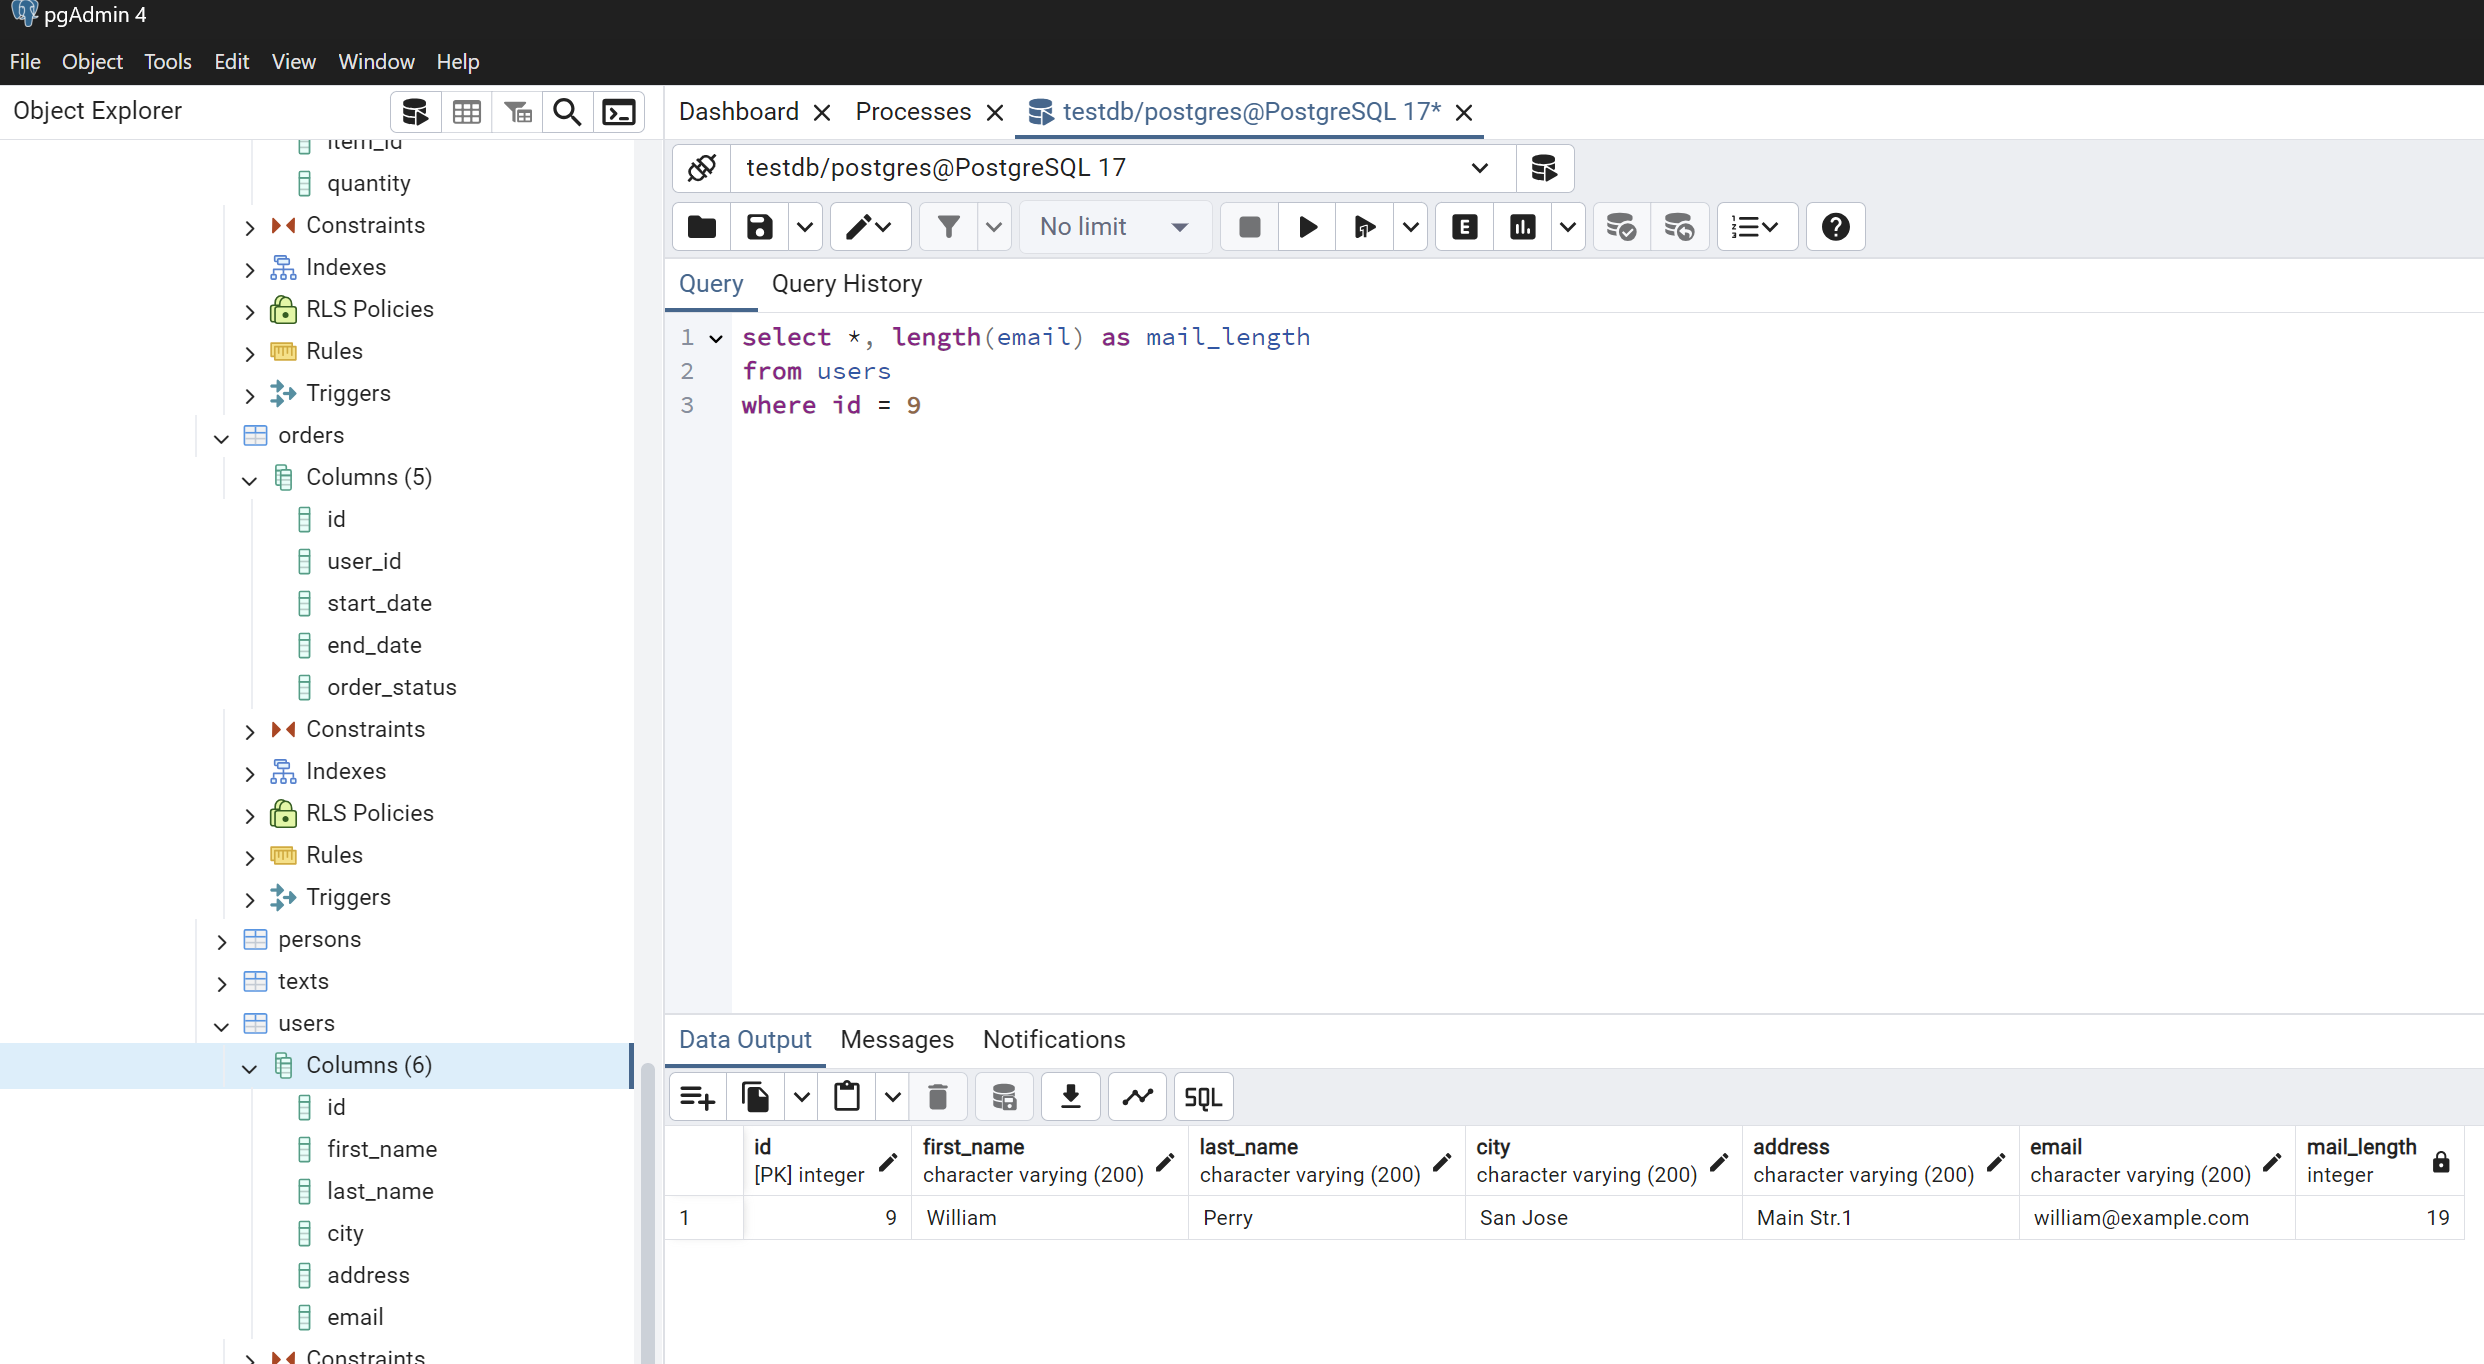 pgAdmin 4
File Object Tools Edit View Window Help
Object Explorer
item_id
quantity
Constraints
Indexes
RLS Policies
Rules
Triggers
orders
Columns (5)
id
user_id
start_date
end_date
order_status
Constraints
Indexes
RLS Policies
Rules
Triggers
persons
texts
users
Columns (6)
id
first_name
last_name
city
address
email
Constraints
Dashboard Processes testdb/postgres@PostgreSQL 17*
testdb/postgres@PostgreSQL 17
No limit E
Query Query History
1 select *, length(email) as mail_length
2 from users
3 where id = 9
Data Output Messages Notifications
SQL
id first_name last_name city address email mail_length
[PK] integer character varying (200) character varying (200) character varying (200) character varying (200) character varying (200) integer
1 9 William Perry San Jose Main Str.1 william@example.com 19